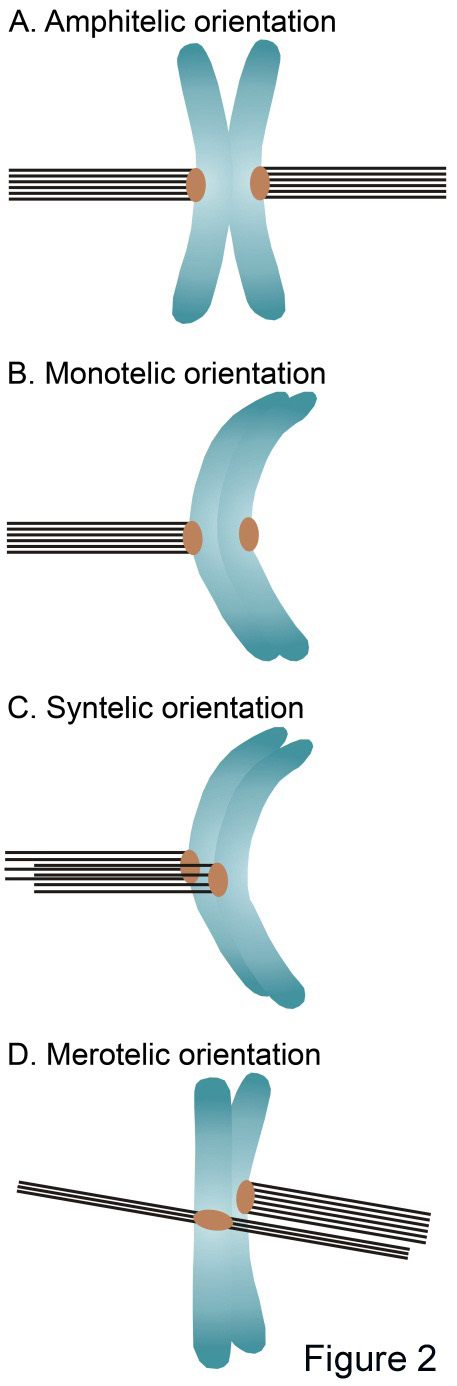 A. Amphitelic orientation
B. Monotelic orientation
C. Syntelic orientation
D. Merotelic orientation
Figure 2